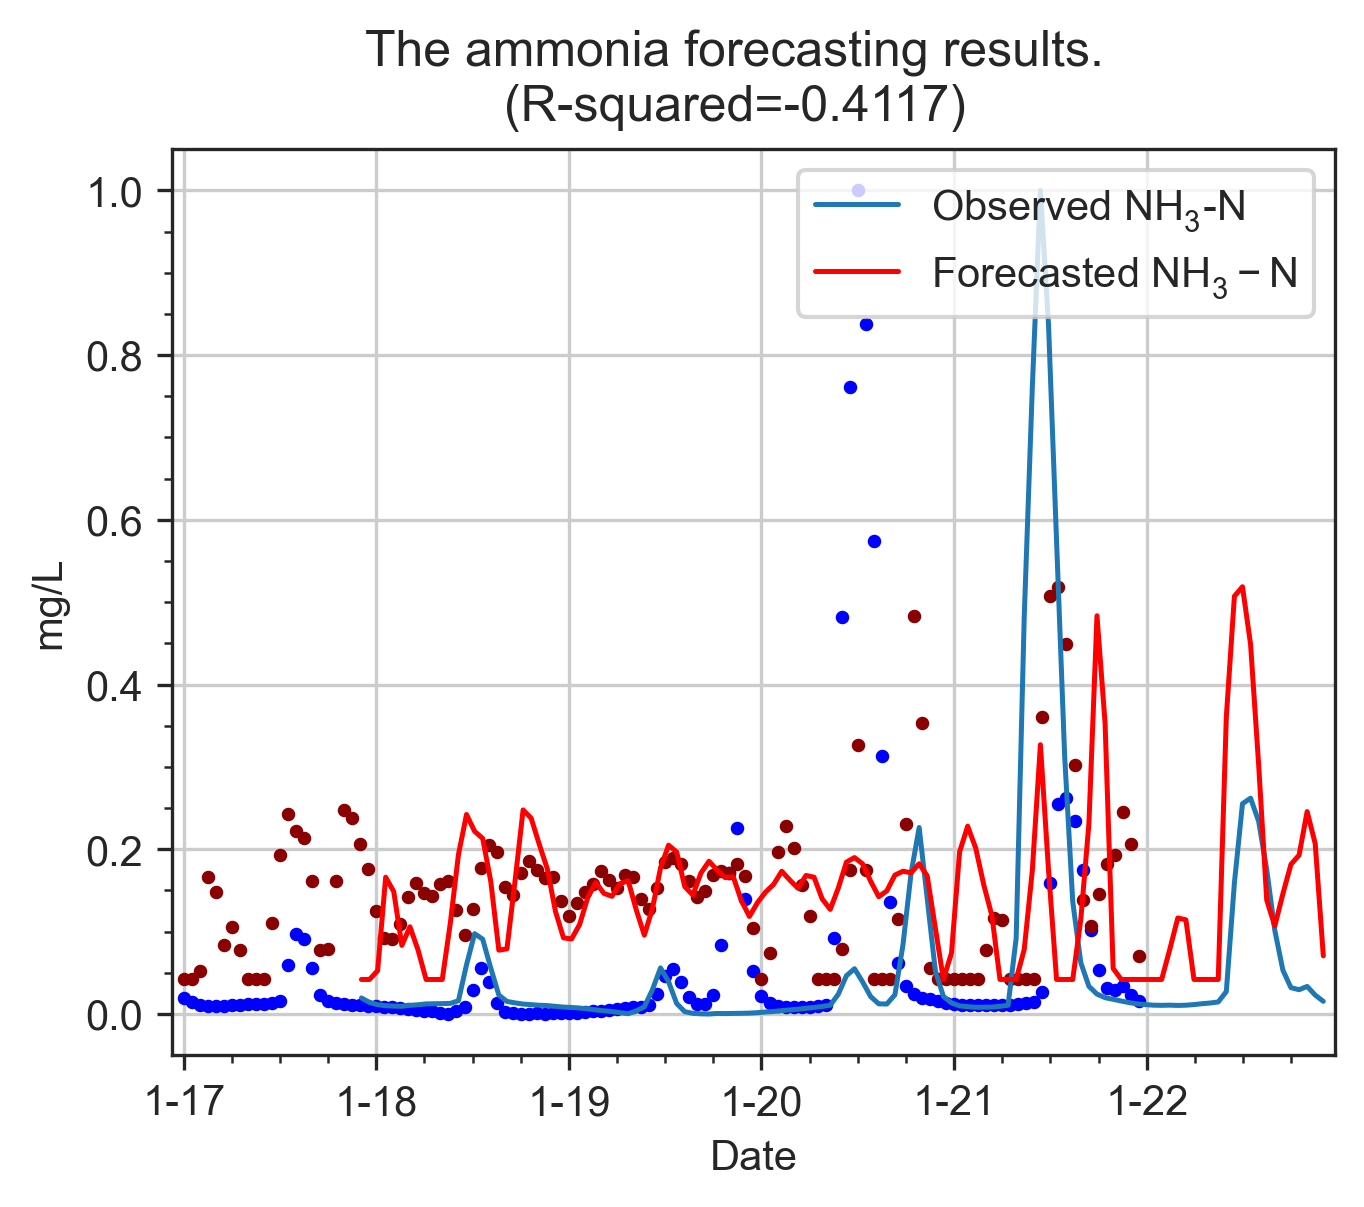 The ammonia forecasting results.
(R-squared=-0.4117)
Observed NH₃-N
Forecasted NH₃ − N
1.0
0.8
0.6
0.4
0.2
0.0
mg/L
1-17 1-18 1-19 1-20 1-21 1-22
Date